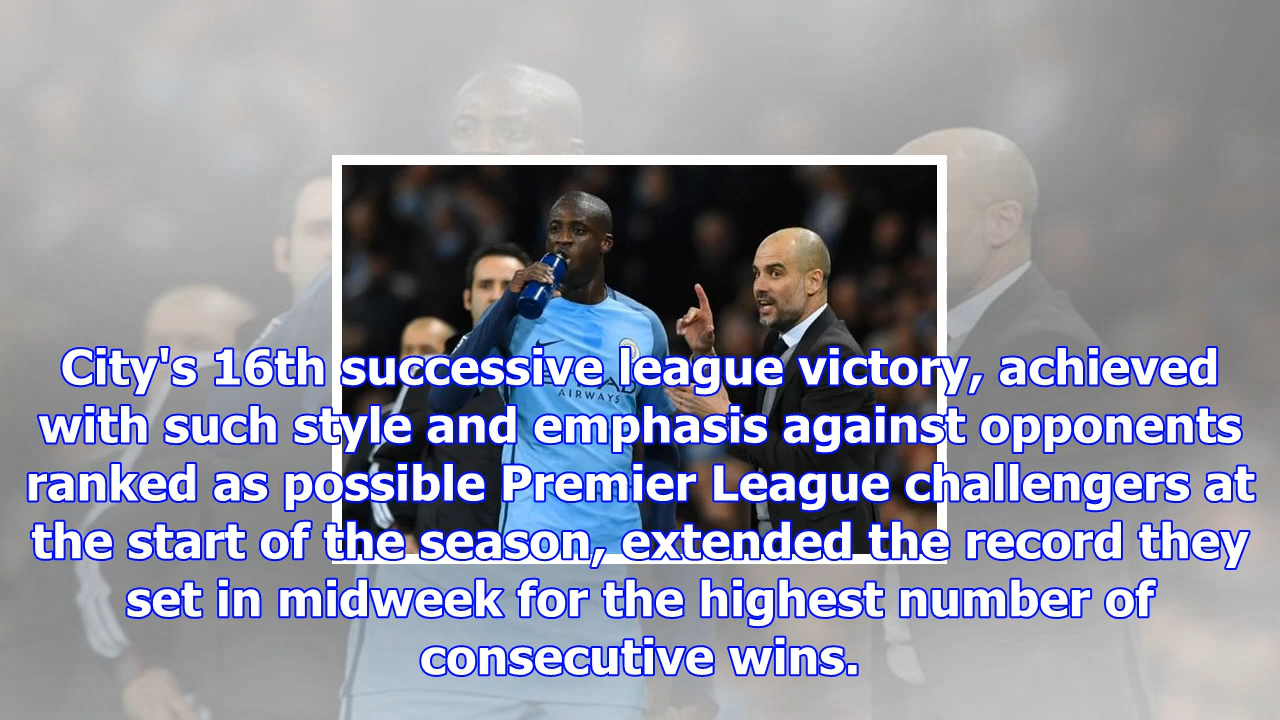 City's 16th successive league victory, achieved
with such style and emphasis against opponents
ranked as possible Premier League challengers at
the start of the season, extended the record they
set in midweek for the highest number of
consecutive wins.
AIRWAYS